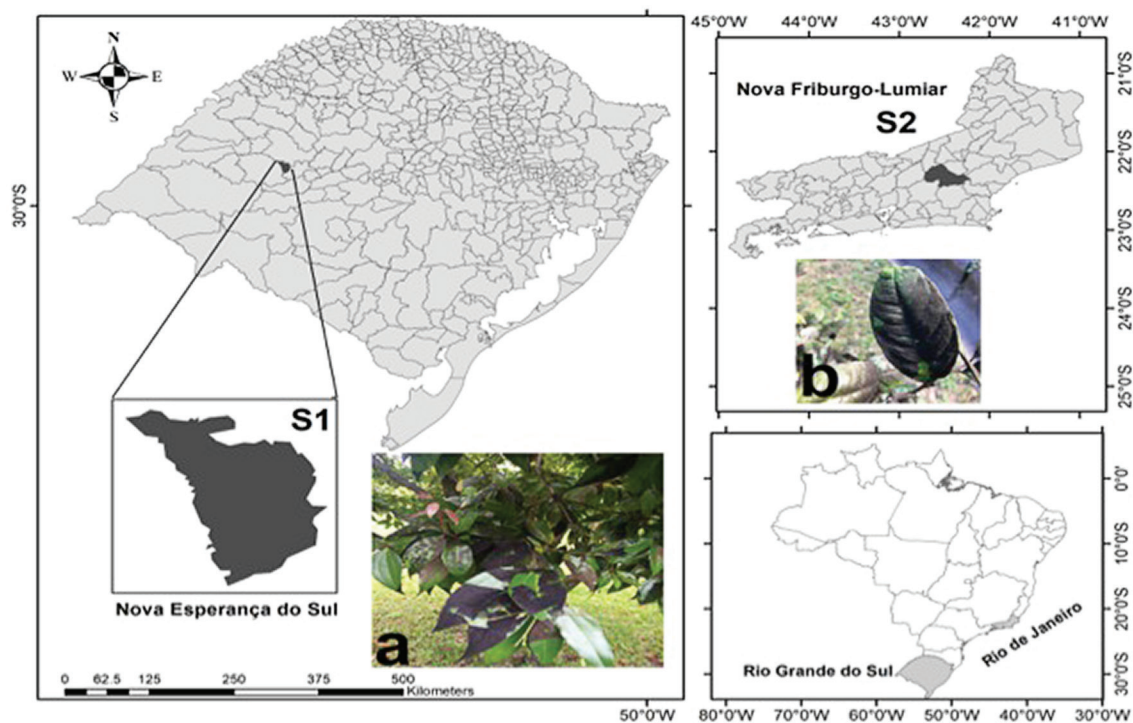 N
W E
S
30°S
S1
Nova Esperança do Sul
a
0 62.5 125 250 375 500
Kilometers
50°0'W
45°0'W 44°0'W 43°0'W 42°0'W 41°0'W
Nova Friburgo-Lumiar
S2
21°0'S
22°0'S
23°0'S
24°0'S
25°0'S
b
0°0'
10°0'S
20°0'S
30°0'S
Rio de Janeiro
Rio Grande do Sul
80°0'W 70°0'W 60°0'W 50°0'W 40°0'W 30°0'W